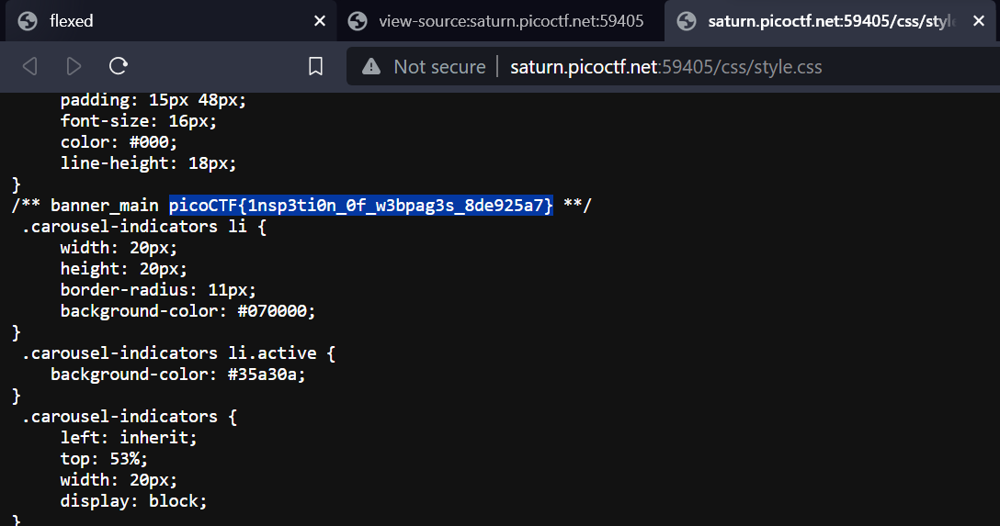 flexed
view-source:saturn.picoctf.net:59405
saturn.picoctf.net:59405/css/style
Not secure
saturn.picoctf.net:59405/css/style.css
    padding: 15px 48px;
    font-size: 16px;
    color: #000;
    line-height: 18px;
}
/** banner_main picoCTF{1nsp3ti0n_0f_w3bpag3s_8de925a7} **/
 .carousel-indicators li {
     width: 20px;
     height: 20px;
     border-radius: 11px;
     background-color: #070000;
}
 .carousel-indicators li.active {
    background-color: #35a30a;
}
 .carousel-indicators {
     left: inherit;
     top: 53%;
     width: 20px;
     display: block;
}